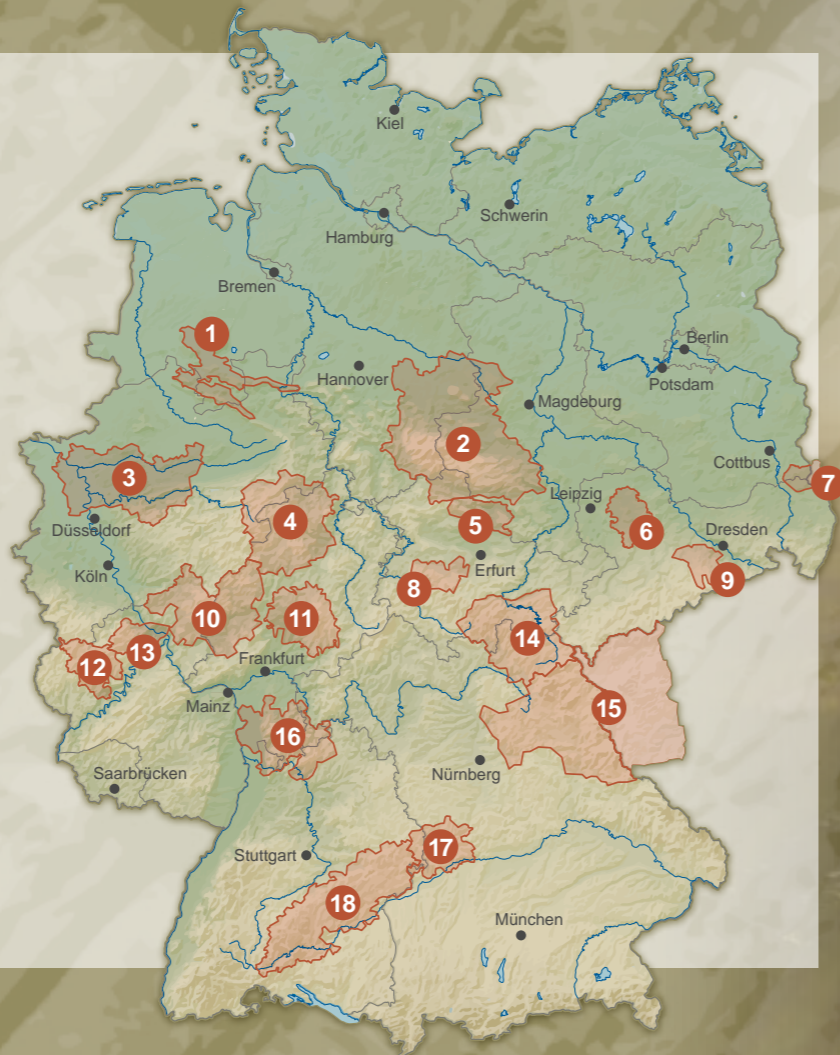 Kiel
Schwerin
Hamburg
Bremen
1
Berlin
Hannover
Potsdam
Magdeburg
2
Cottbus
3
7
Leipzig
4
5
6
Düsseldorf
Dresden
Erfurt
Köln
9
8
10
11
14
13
12
Frankfurt
Mainz
15
16
Nürnberg
Saarbrücken
17
Stuttgart
18
München